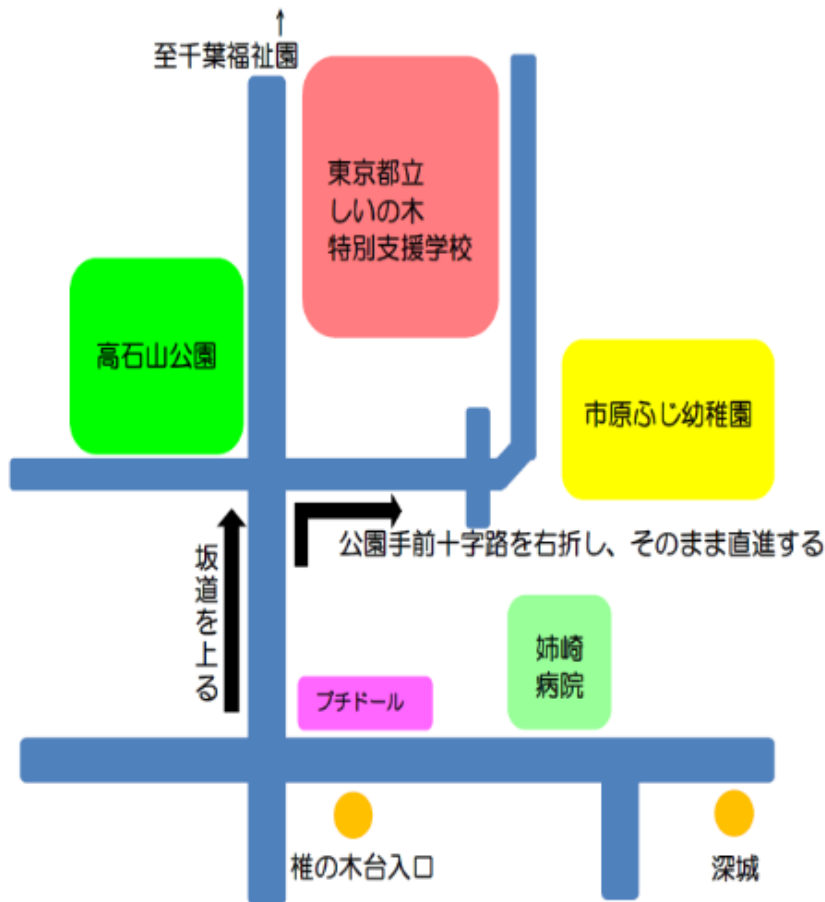 ↑
至千葉福祉園
東京都立
しいの木
特別支援学校
高石山公園
市原ふじ幼稚園
公園手前十字路を右折し、そのまま直進する
坂道を上る
姉崎
病院
プチドール
椎の木台入口
深城